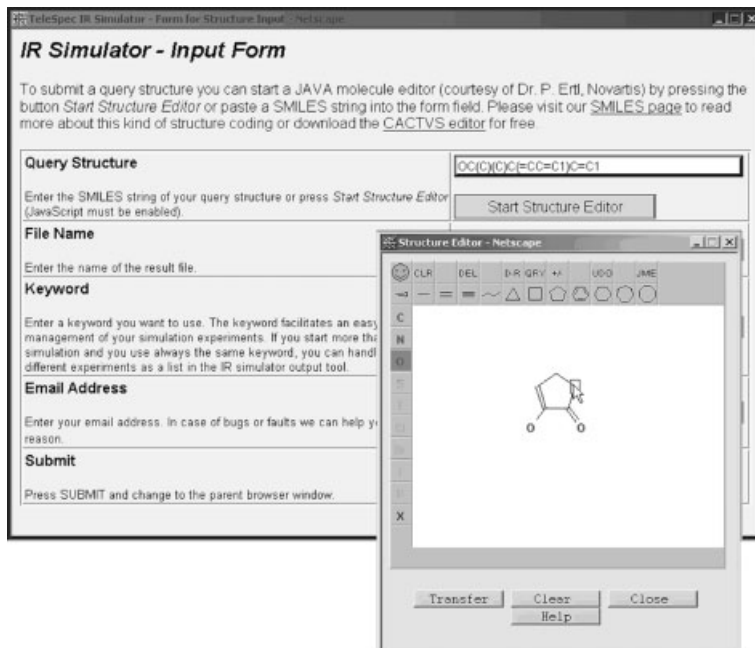 TeleSpec IR Simulator - Form for Structure Input - Netscape
IR Simulator - Input Form
To submit a query structure you can start a JAVA molecule editor (courtesy of Dr. P. Ertl, Novartis) by pressing the
button Start Structure Editor or paste a SMILES string into the form field. Please visit our SMILES page to read
more about this kind of structure coding or download the CACTVS editor for free.
Query Structure
OC(C)(C)C(=CC=C1)C=C1
Enter the SMILES string of your query structure or press Start Structure Editor
(JavaScript must be enabled).
Start Structure Editor
File Name
Enter the name of the result file.
Keyword
Enter a keyword you want to use. The keyword facilitates an easy
management of your simulation experiments. If you start more
simulation and you use always the same keyword, you can
different experiments as a list in the IR simulator output tool.
Email Address
Enter your email address. In case of bugs or faults we can help
reason.
Submit
Press SUBMIT and change to the parent browser window.
Structure Editor - Netscape
CLR DEL D-R QRY +/- UDO JME
C
N
O
X
O O
Transfer Clear Close
Help